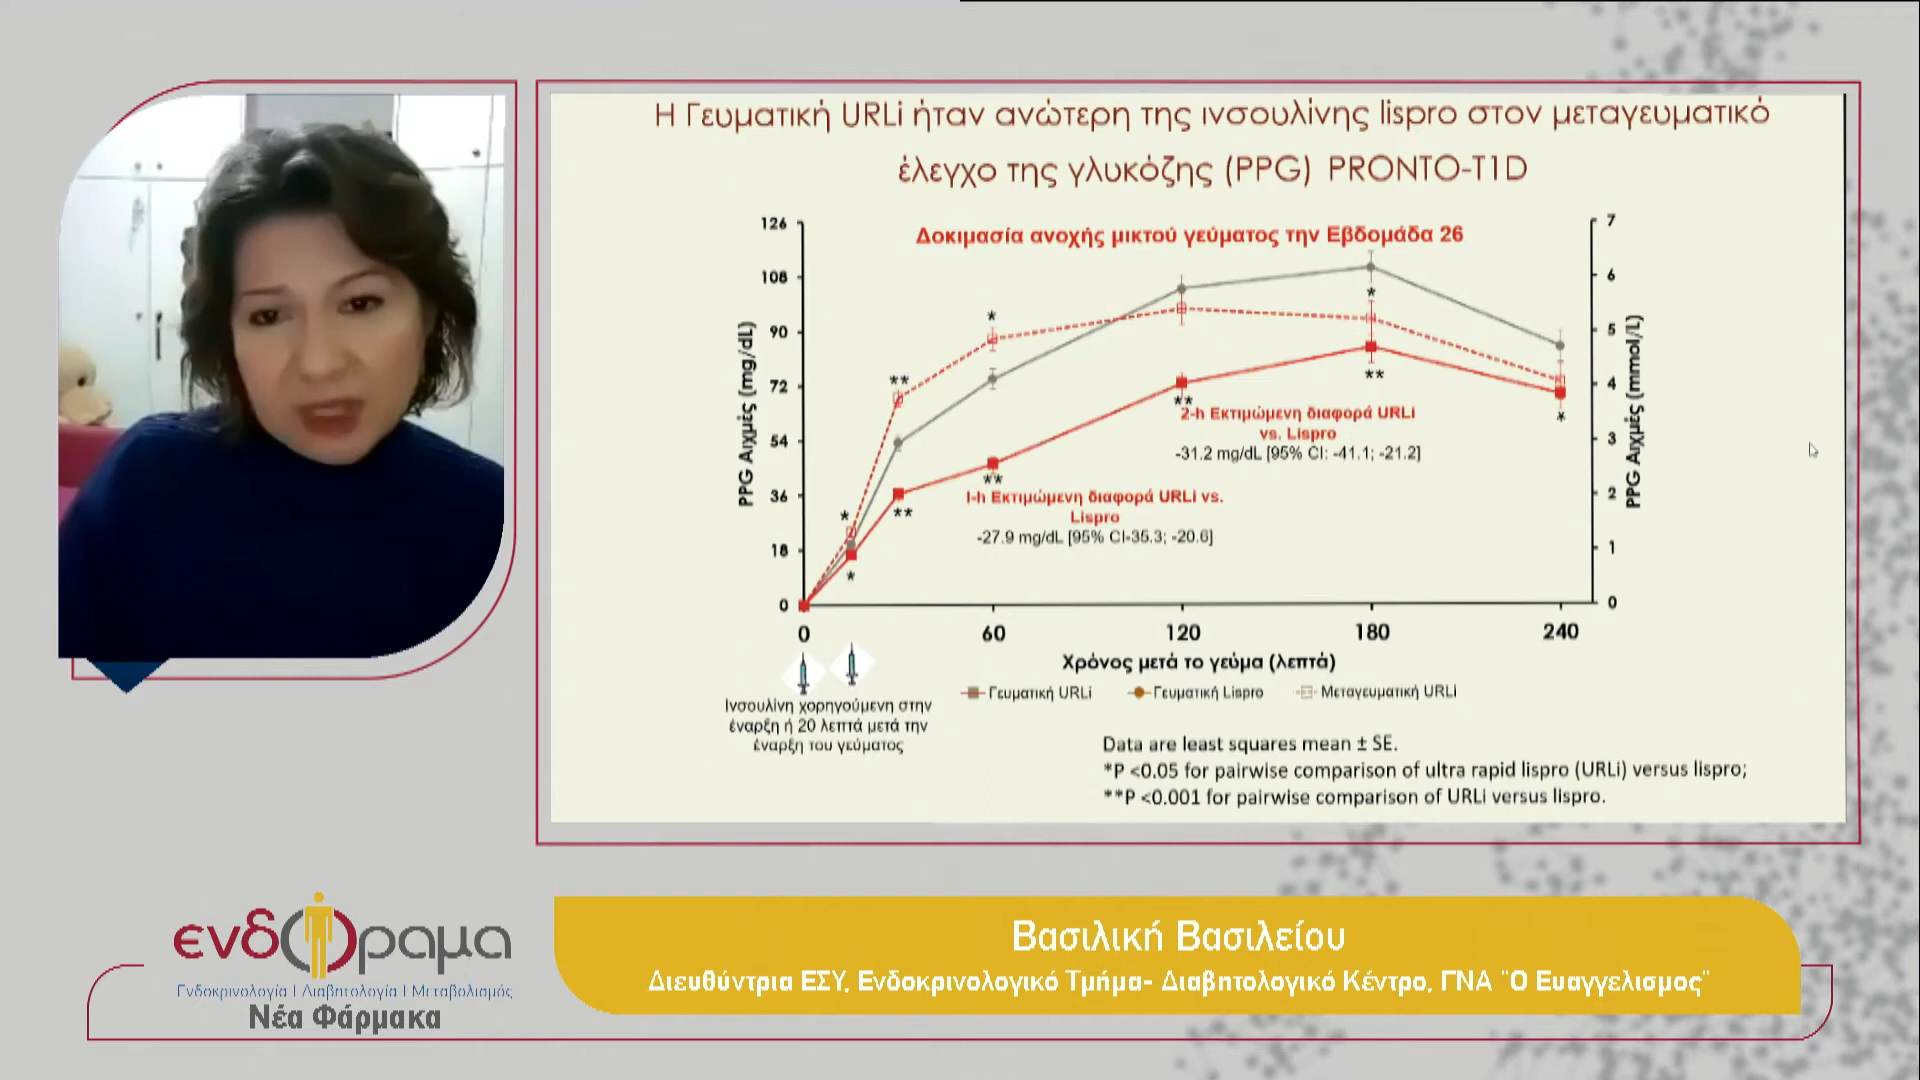 Η Γευματική URLi ήταν ανώτερη της ινσουλίνης lispro στον μεταγευματικό
έλεγχο της γλυκόζης (PPG) PRONTO-T1D
Δοκιμασία ανοχής μικτού γεύματος την Εβδομάδα 26
PPG Αιχμές (mg/dL)
126
108
90
72
54
36
18
0
7
6
5
4
3
2
1
0
PPG Αιχμές (mmol/L)
*
**
*
*
**
**
**
*
**
*
2-h Εκτιμώμενη διαφορά URLi
vs. Lispro
-31.2 mg/dL [95% CI: -41.1; -21.2]
l-h Εκτιμώμενη διαφορά URLi vs.
Lispro
-27.9 mg/dL [95% CI-35.3; -20.6]
0 60 120 180 240
Χρόνος μετά το γεύμα (λεπτά)
Γευματική URLi Γευματική Lispro Μεταγευματική URLi
Ινσουλίνη χορηγούμενη στην
έναρξη ή 20 λεπτά μετά την
έναρξη του γεύματος
Data are least squares mean ± SE.
*P <0.05 for pairwise comparison of ultra rapid lispro (URLi) versus lispro;
**P <0.001 for pairwise comparison of URLi versus lispro.
ενδόραμα
Ενδοκρινολογία | Διαβητολογία | Μεταβολισμός
Νέα Φάρμακα
Βασιλική Βασιλείου
Διευθύντρια ΕΣΥ, Ενδοκρινολογικό Τμήμα- Διαβητολογικό Κέντρο, ΓΝΑ "Ο Ευαγγελισμος"